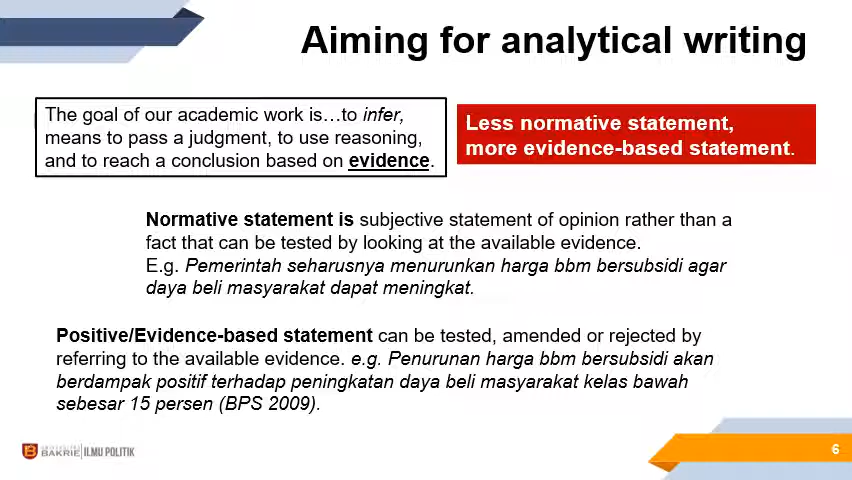 Aiming for analytical writing
The goal of our academic work is…to infer,
means to pass a judgment, to use reasoning,
and to reach a conclusion based on evidence.
Less normative statement,
more evidence-based statement.
Normative statement is subjective statement of opinion rather than a
fact that can be tested by looking at the available evidence.
E.g. Pemerintah seharusnya menurunkan harga bbm bersubsidi agar
daya beli masyarakat dapat meningkat.
Positive/Evidence-based statement can be tested, amended or rejected by
referring to the available evidence. e.g. Penurunan harga bbm bersubsidi akan
berdampak positif terhadap peningkatan daya beli masyarakat kelas bawah
sebesar 15 persen (BPS 2009).
BAKRIE
ILMU POLITIK
6